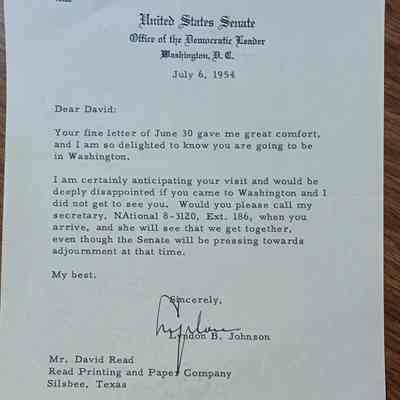 United States Senate
Office of the Democratic Leader
Washington, D. C.
July 6, 1954
Dear David:
Your fine letter of June 30 gave me great comfort,
and I am so delighted to know you are going to be
in Washington.
I am certainly anticipating your visit and would be
deeply disappointed if you came to Washington and I
did not get to see you. Would you please call my
secretary, NAtional 8-3120, Ext. 186, when you
arrive, and she will see that we get together,
even though the Senate will be pressing towards
adjournment at that time.
My best.
Sincerely,
Lyndon B. Johnson
Mr. David Read
Read Printing and Paper Company
Silsbee, Texas